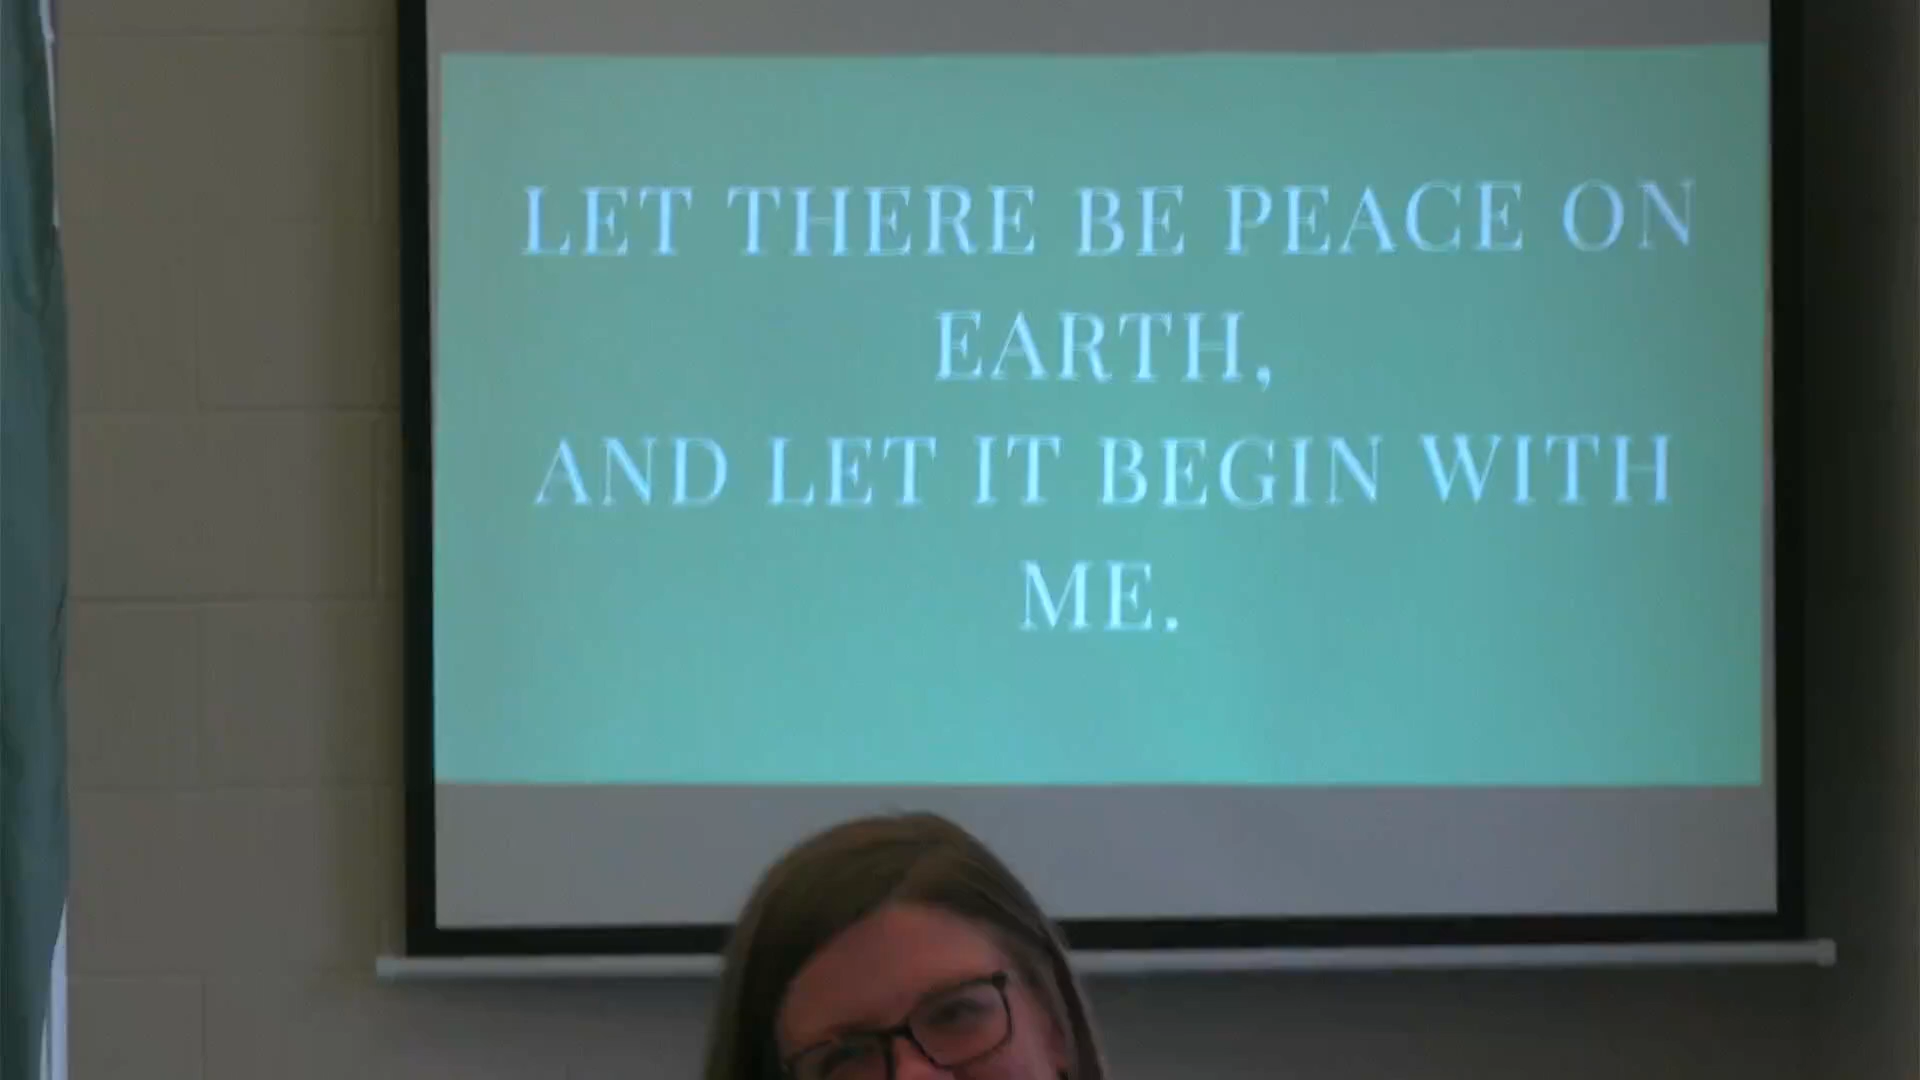 LET THERE BE PEACE ON
EARTH,
AND LET IT BEGIN WITH
ME.